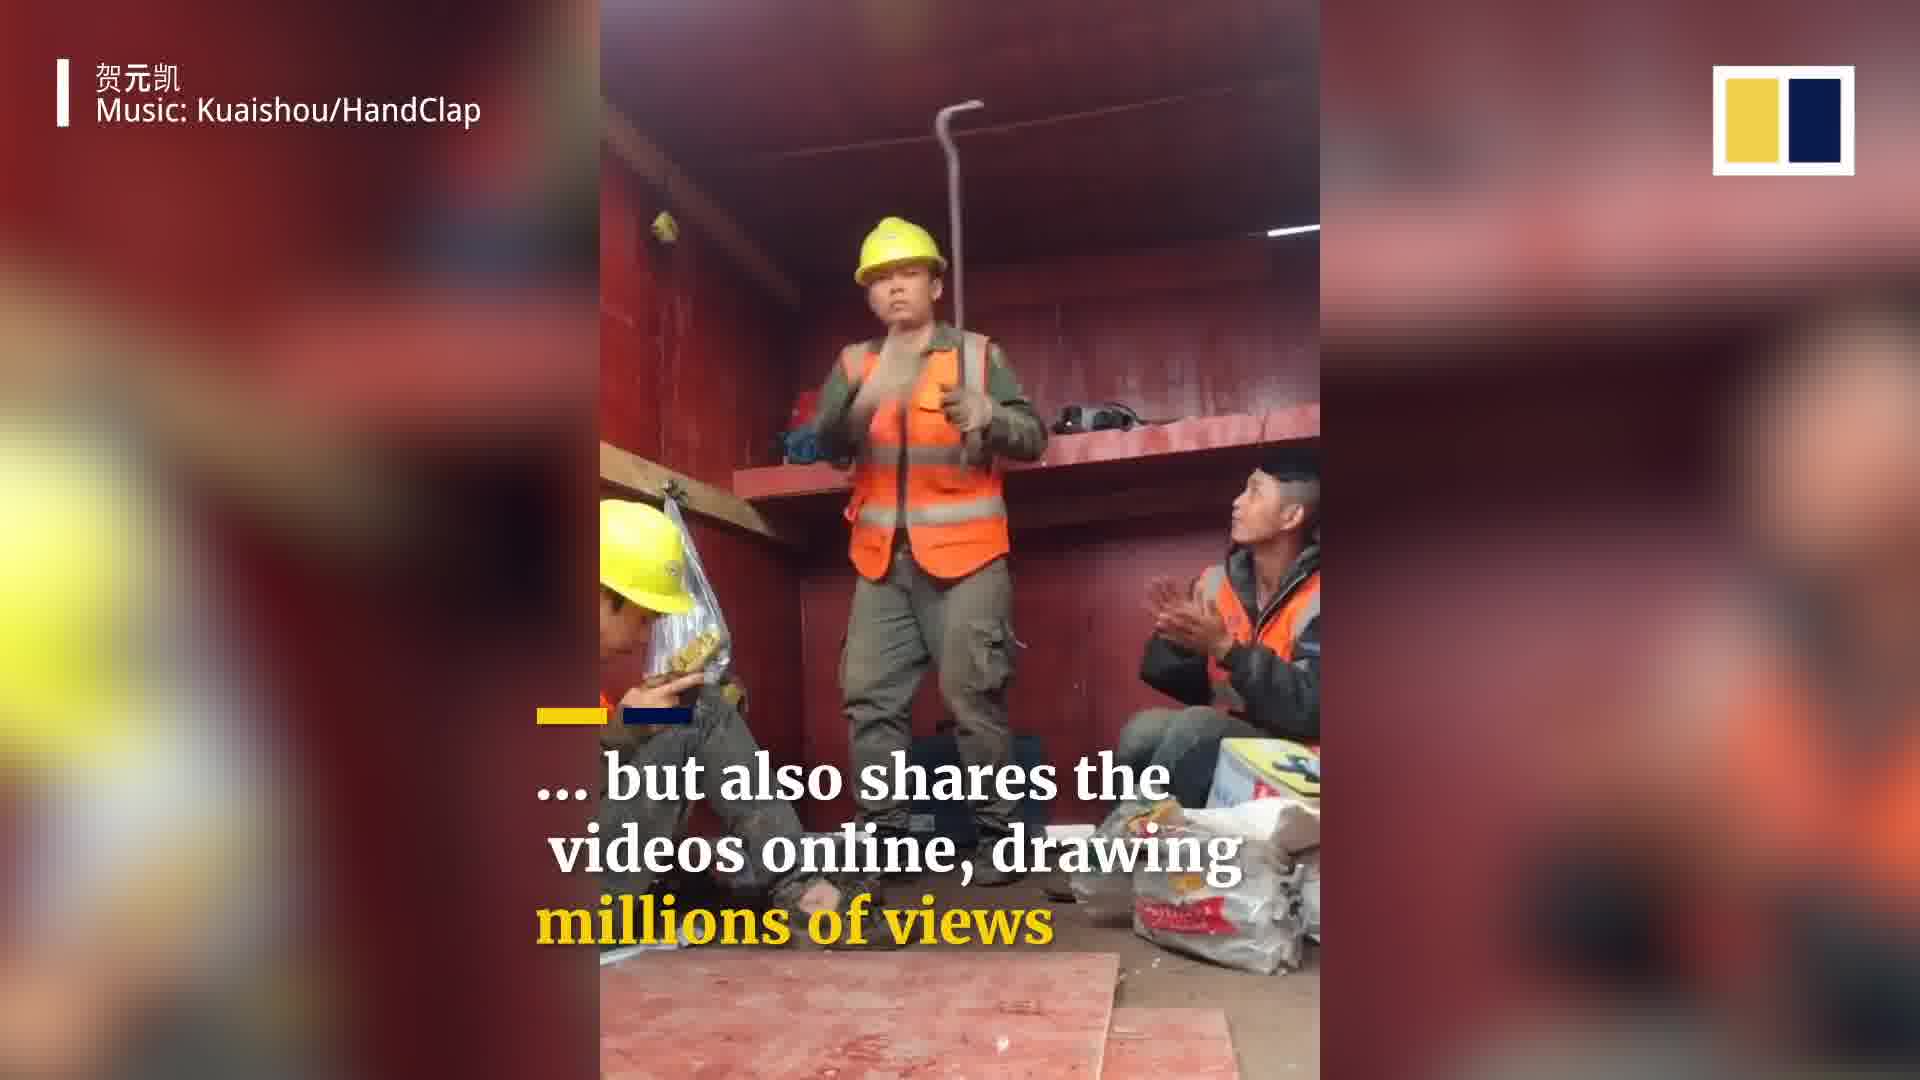 贺元凯
Music: Kuaishou/HandClap
... but also shares the
videos online, drawing
millions of views